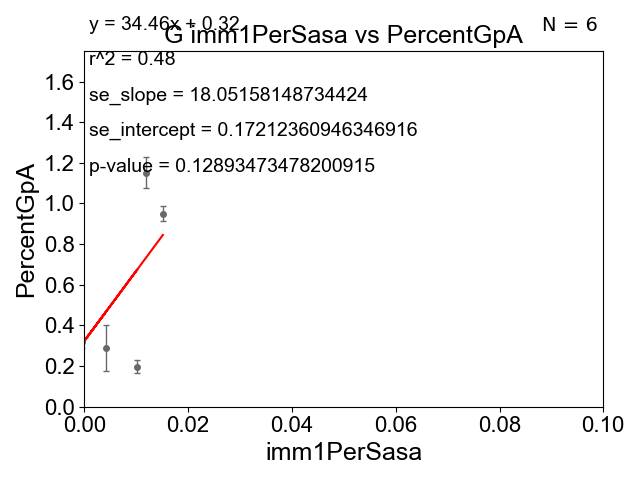 y = 34.46x + 0.32
N = 6
G imm1PerSasa vs PercentGpA
r^2 = 0.48
se_slope = 18.05158148734424
se_intercept = 0.17212360946346916
p-value = 0.12893473478200915
PercentGpA
1.6
1.4
1.2
1.0
0.8
0.6
0.4
0.2
0.0
0.00 0.02 0.04 0.06 0.08 0.10
imm1PerSasa